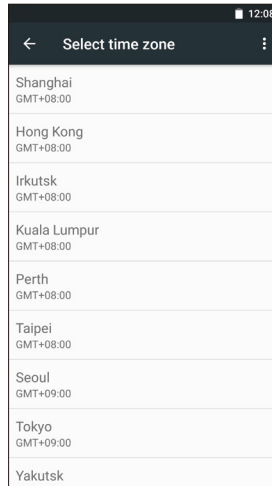 12:08
Select time zone
Shanghai
GMT+08:00
Hong Kong
GMT+08:00
Irkutsk
GMT+08:00
Kuala Lumpur
GMT+08:00
Perth
GMT+08:00
Taipei
GMT+08:00
Seoul
GMT+09:00
Tokyo
GMT+09:00
Yakutsk